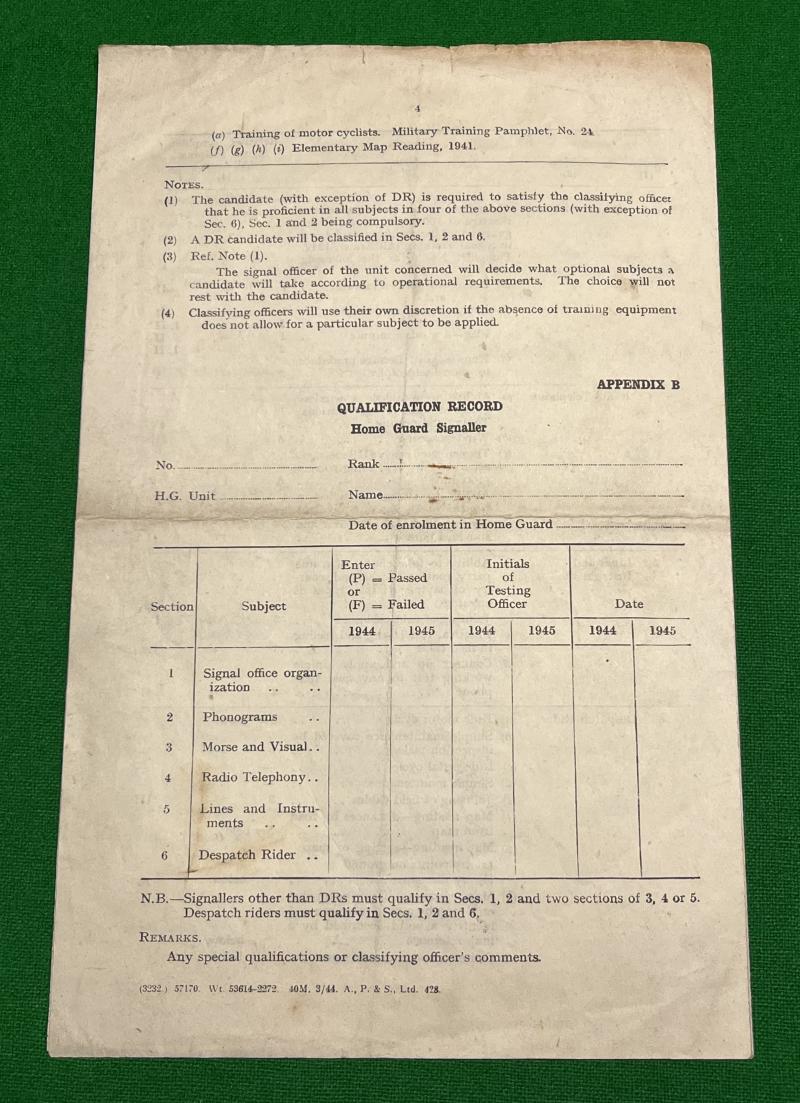 4
(a) Training of motor cyclists. Military Training Pamphlet, No. 24
(f) (g) (h) (i) Elementary Map Reading, 1941.
NOTES.
(1) The candidate (with exception of DR) is required to satisfy the classifying officer
that he is proficient in all subjects in four of the above sections (with exception of
Sec. 6), Sec. 1 and 2 being compulsory.
(2) A DR candidate will be classified in Secs. 1, 2 and 6.
(3) Ref. Note (1).
The signal officer of the unit concerned will decide what optional subjects a
candidate will take according to operational requirements. The choice will not
rest with the candidate.
(4) Classifying officers will use their own discretion if the absence of training equipment
does not allow for a particular subject to be applied.
APPENDIX B
QUALIFICATION RECORD
Home Guard Signaller
No. Rank
H.G. Unit Name
Date of enrolment in Home Guard
Section Subject Enter (P) = Passed or (F) = Failed Initials of Testing Officer Date
1944 1945 1944 1945 1944 1945
1 Signal office organ-
ization .. ..
2 Phonograms ..
3 Morse and Visual..
4 Radio Telephony..
5 Lines and Instru-
ments .. ..
6 Despatch Rider ..
N.B.—Signallers other than DRs must qualify in Secs. 1, 2 and two sections of 3, 4 or 5.
Despatch riders must qualify in Secs. 1, 2 and 6.
REMARKS.
Any special qualifications or classifying officer's comments.
(3232.) 57170. Wt. 53614-2272. 40M. 3/44. A., P. & S., Ltd. 428.